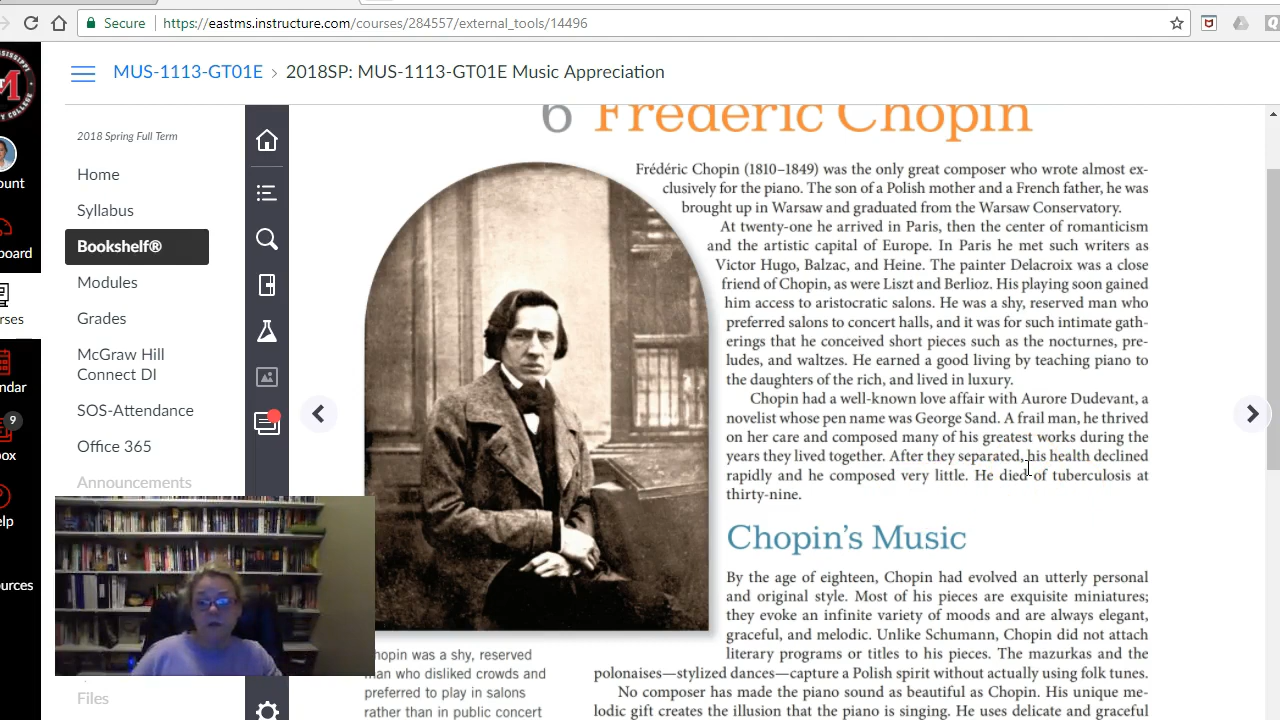 Secure
https://eastms.instructure.com/courses/284557/external_tools/14496
MUS-1113-GT01E > 2018SP: MUS-1113-GT01E Music Appreciation
2018 Spring Full Term
Home
Syllabus
Bookshelf®
Modules
Grades
McGraw Hill
Connect DI
SOS-Attendance
Office 365
Announcements
Files
9
6 Frédéric Chopin
Frédéric Chopin (1810–1849) was the only great composer who wrote almost ex-
clusively for the piano. The son of a Polish mother and a French father, he was
brought up in Warsaw and graduated from the Warsaw Conservatory.
At twenty-one he arrived in Paris, then the center of romanticism
and the artistic capital of Europe. In Paris he met such writers as
Victor Hugo, Balzac, and Heine. The painter Delacroix was a close
friend of Chopin, as were Liszt and Berlioz. His playing soon gained
him access to aristocratic salons. He was a shy, reserved man who
preferred salons to concert halls, and it was for such intimate gath-
erings that he conceived short pieces such as the nocturnes, pre-
ludes, and waltzes. He earned a good living by teaching piano to
the daughters of the rich, and lived in luxury.
Chopin had a well-known love affair with Aurore Dudevant, a
novelist whose pen name was George Sand. A frail man, he thrived
on her care and composed many of his greatest works during the
years they lived together. After they separated, his health declined
rapidly and he composed very little. He died of tuberculosis at
thirty-nine.
Chopin's Music
By the age of eighteen, Chopin had evolved an utterly personal
and original style. Most of his pieces are exquisite miniatures;
they evoke an infinite variety of moods and are always elegant,
graceful, and melodic. Unlike Schumann, Chopin did not attach
literary programs or titles to his pieces. The mazurkas and the
polonaises—stylized dances—capture a Polish spirit without actually using folk tunes.
No composer has made the piano sound as beautiful as Chopin. His unique me-
lodic gift creates the illusion that the piano is singing. He uses delicate and graceful
hopin was a shy, reserved
man who disliked crowds and
preferred to play in salons
rather than in public concert